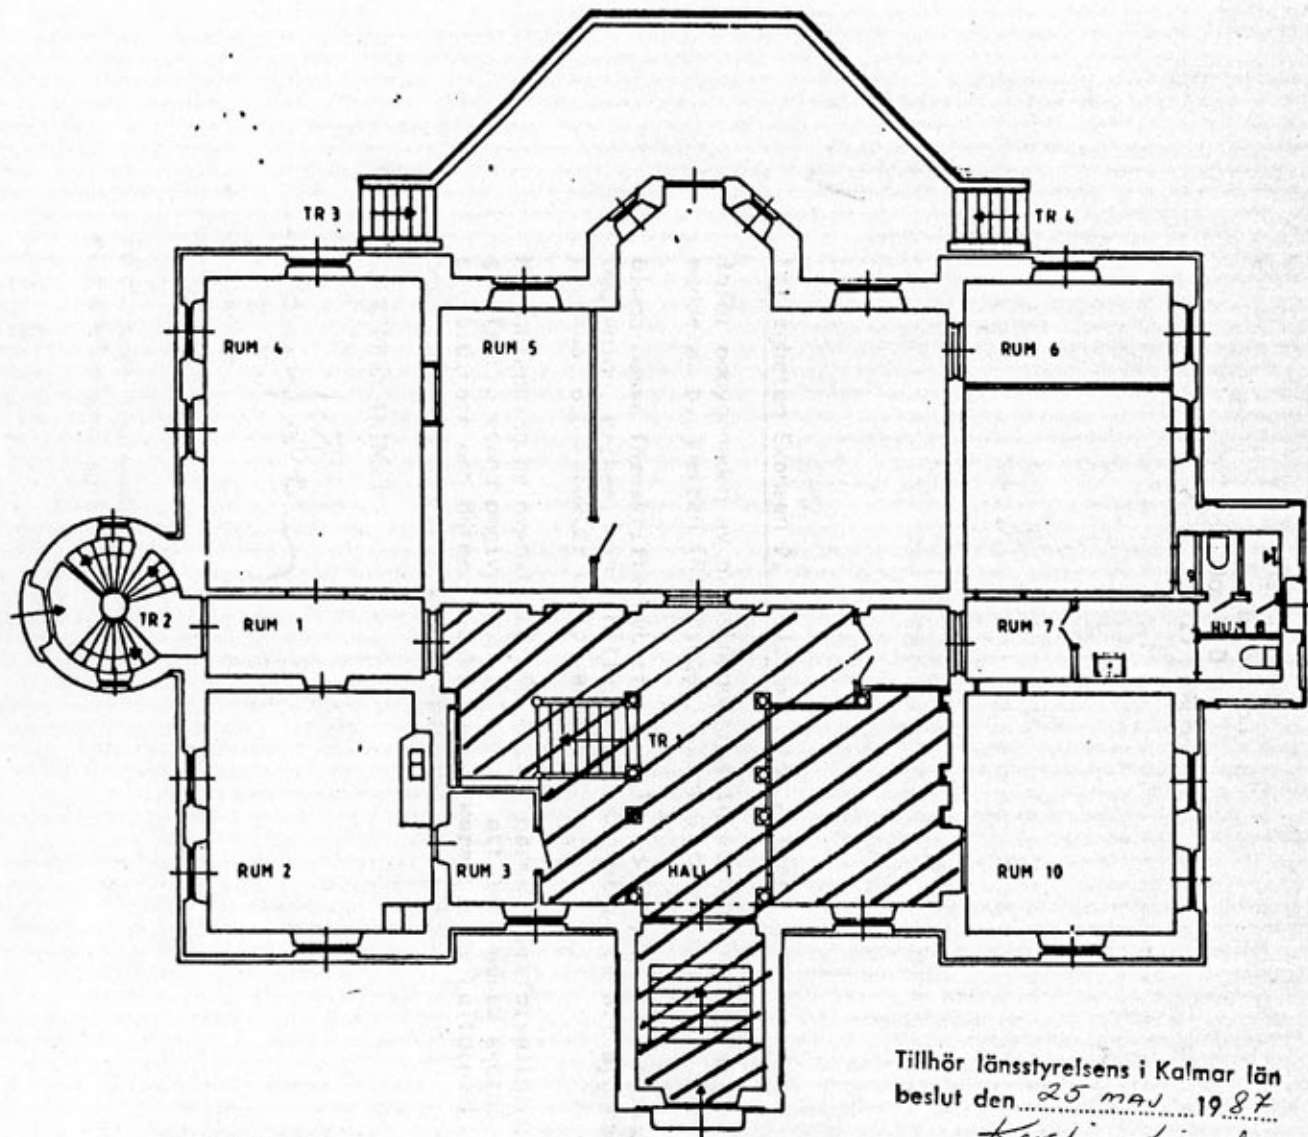 TR 3
TR 4
RUM 4
RUM 5
RUM 6
TR 2
RUM 1
RUM 7
9
RUM 8
TR 1
RUM 2
RUM 3
HALL 1
RUM 10
Tillhör länsstyrelsens i Kalmar län
beslut den 25 MAJ 1987